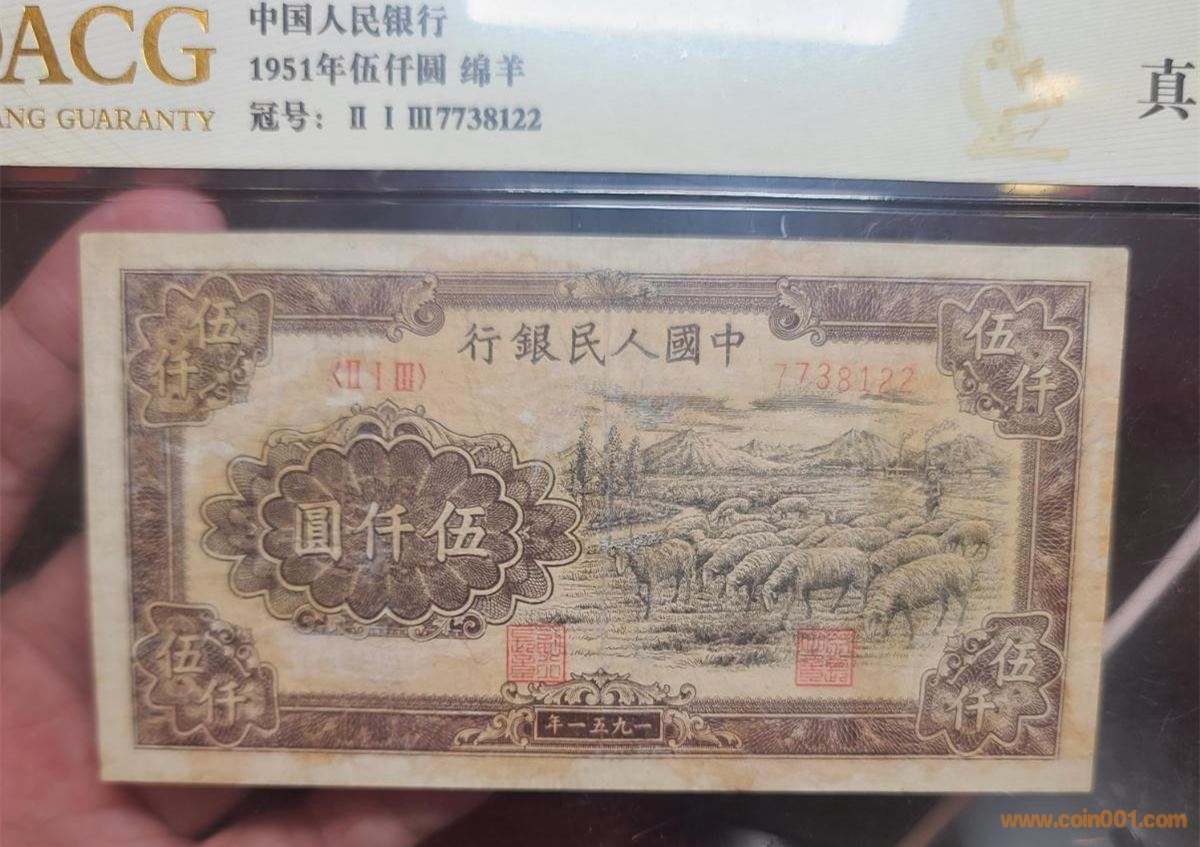 ACG
ANG GUARANTY
中国人民银行
1951年伍仟圆 绵羊
冠号： Ⅱ Ⅰ Ⅲ7738122
真
伍仟
伍仟
行銀民人國中
〈Ⅱ Ⅰ Ⅲ〉
7738122
圓仟伍
伍仟
伍仟
年一五九一
www.coin001.com